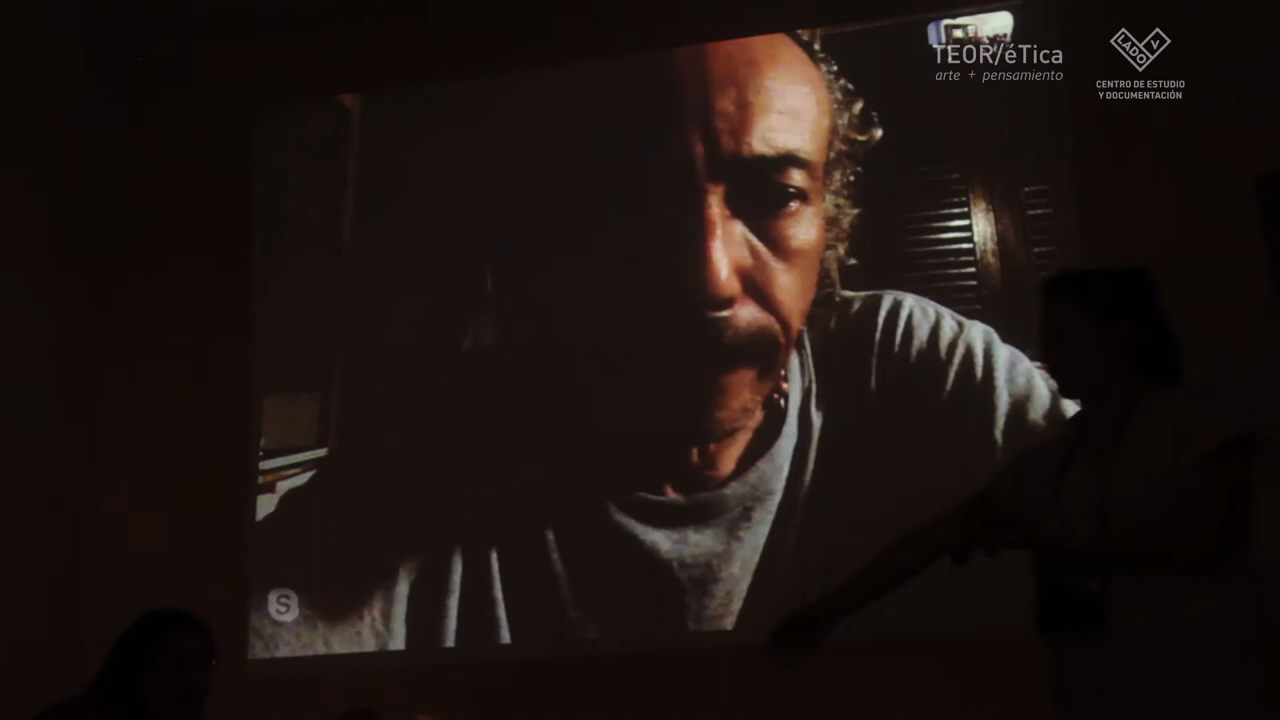 TEOR/éTica
arte + pensamiento
LADO V
CENTRO DE ESTUDIO
Y DOCUMENTACIÓN
S